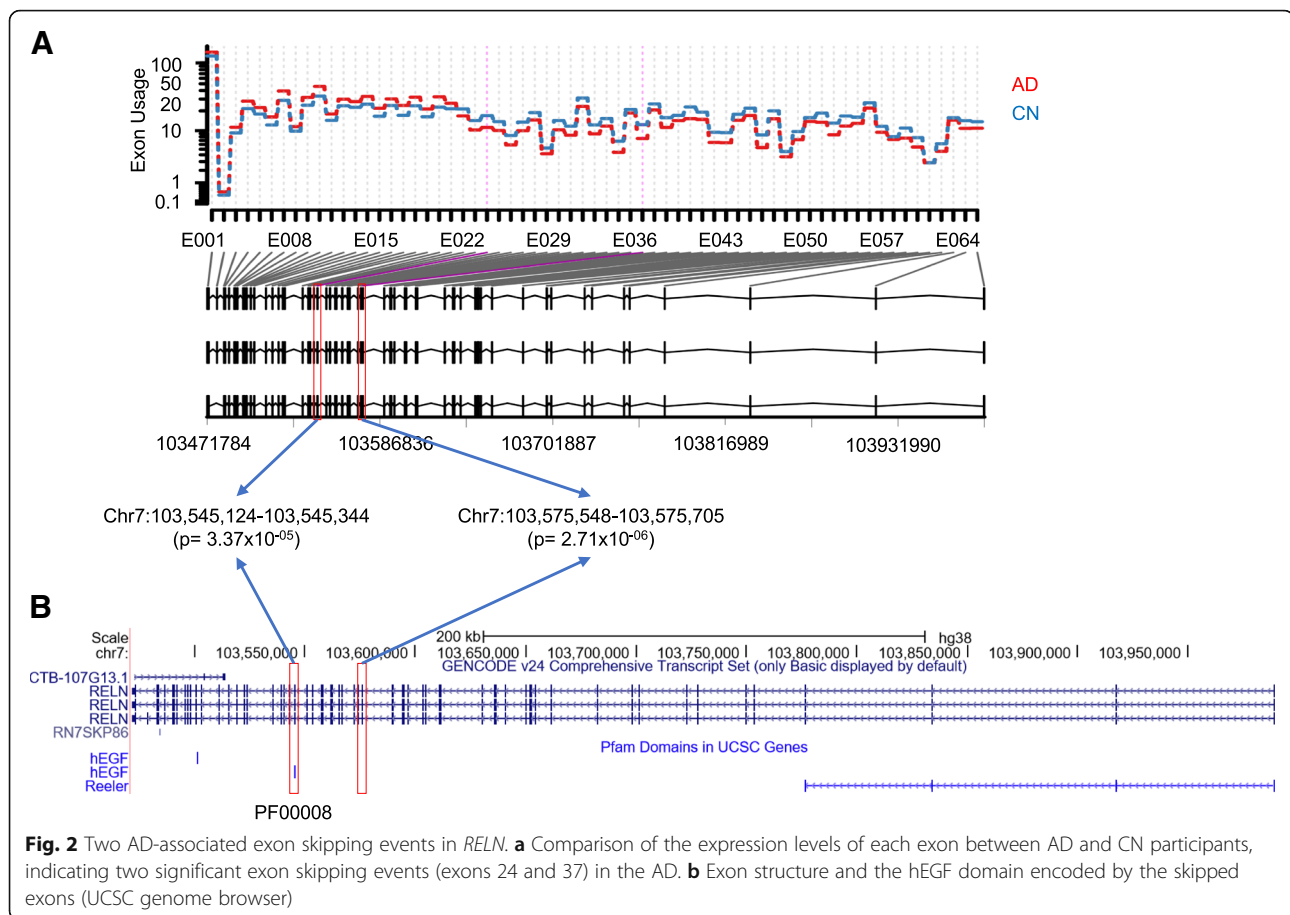 A
Exon Usage
100
50
20
10
1
0.1
AD
CN
E001 E008 E015 E022 E029 E036 E043 E050 E057 E064
103471784 103586836 103701887 103816989 103931990
Chr7:103,545,124-103,545,344
(p= 3.37x10-05)
Chr7:103,575,548-103,575,705
(p= 2.71x10-06)
B
Scale 200 kb hg38
chr7: 103,550,000 103,600,000 103,650,000 103,700,000 103,750,000 103,800,000 103,850,000 103,900,000 103,950,000
GENCODE v24 Comprehensive Transcript Set (only Basic displayed by default)
CTB-107G13.1
RELN
RELN
RELN
RN7SKP86
Pfam Domains in UCSC Genes
hEGF
hEGF
Reeler
PF00008
Fig. 2 Two AD-associated exon skipping events in RELN. a Comparison of the expression levels of each exon between AD and CN participants,
indicating two significant exon skipping events (exons 24 and 37) in the AD. b Exon structure and the hEGF domain encoded by the skipped
exons (UCSC genome browser)